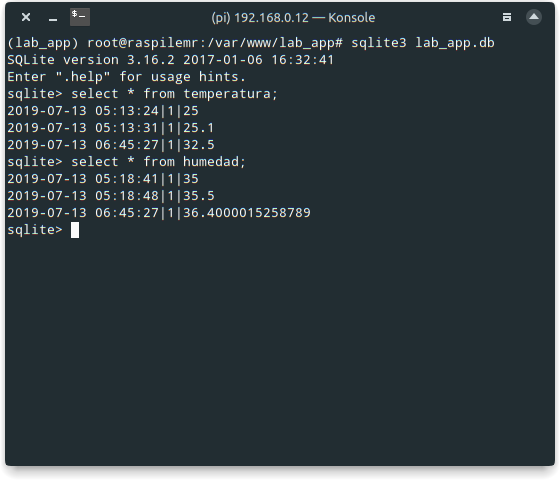 (pi) 192.168.0.12 — Konsole
(lab_app) root@raspilemr:/var/www/lab_app# sqlite3 lab_app.db
SQLite version 3.16.2 2017-01-06 16:32:41
Enter ".help" for usage hints.
sqlite> select * from temperatura;
2019-07-13 05:13:24|1|25
2019-07-13 05:13:31|1|25.1
2019-07-13 06:45:27|1|32.5
sqlite> select * from humedad;
2019-07-13 05:18:41|1|35
2019-07-13 05:18:48|1|35.5
2019-07-13 06:45:27|1|36.4000015258789
sqlite>